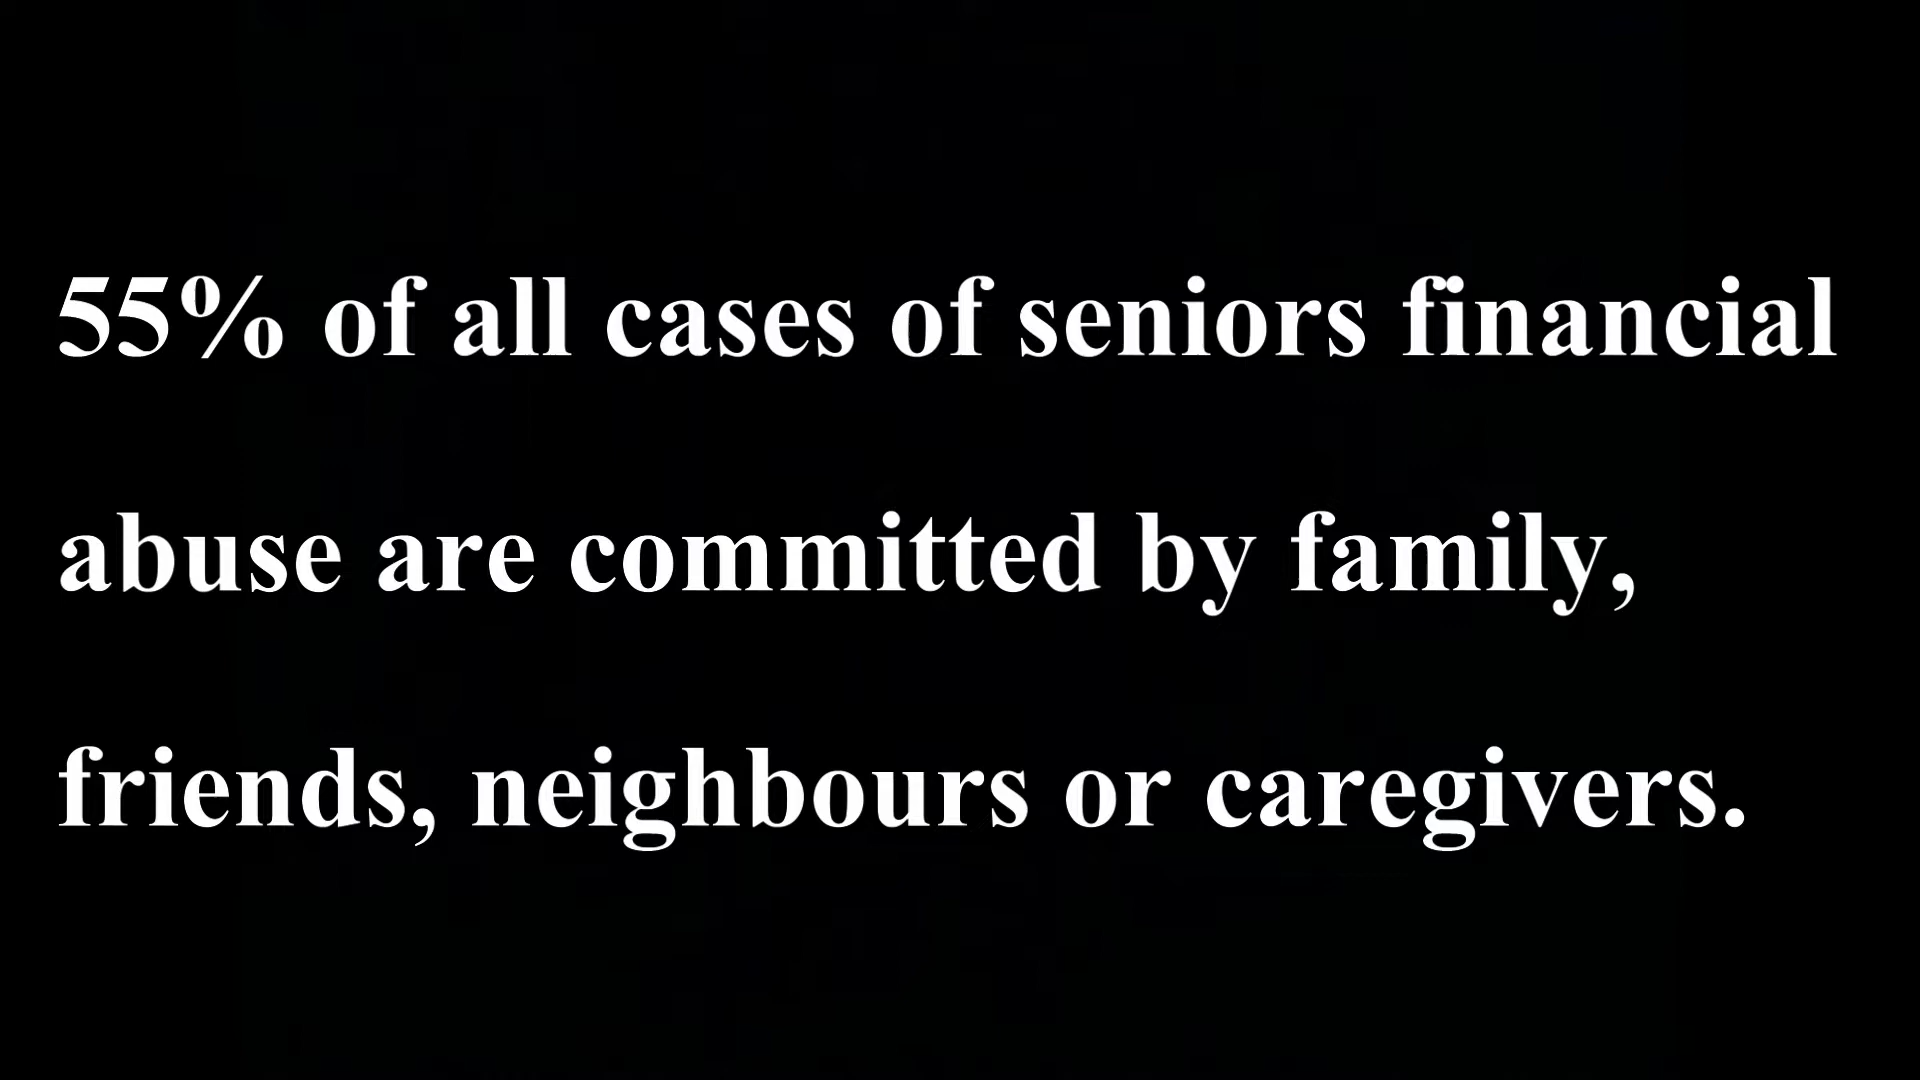 55% of all cases of seniors financial
abuse are committed by family,
friends, neighbours or caregivers.